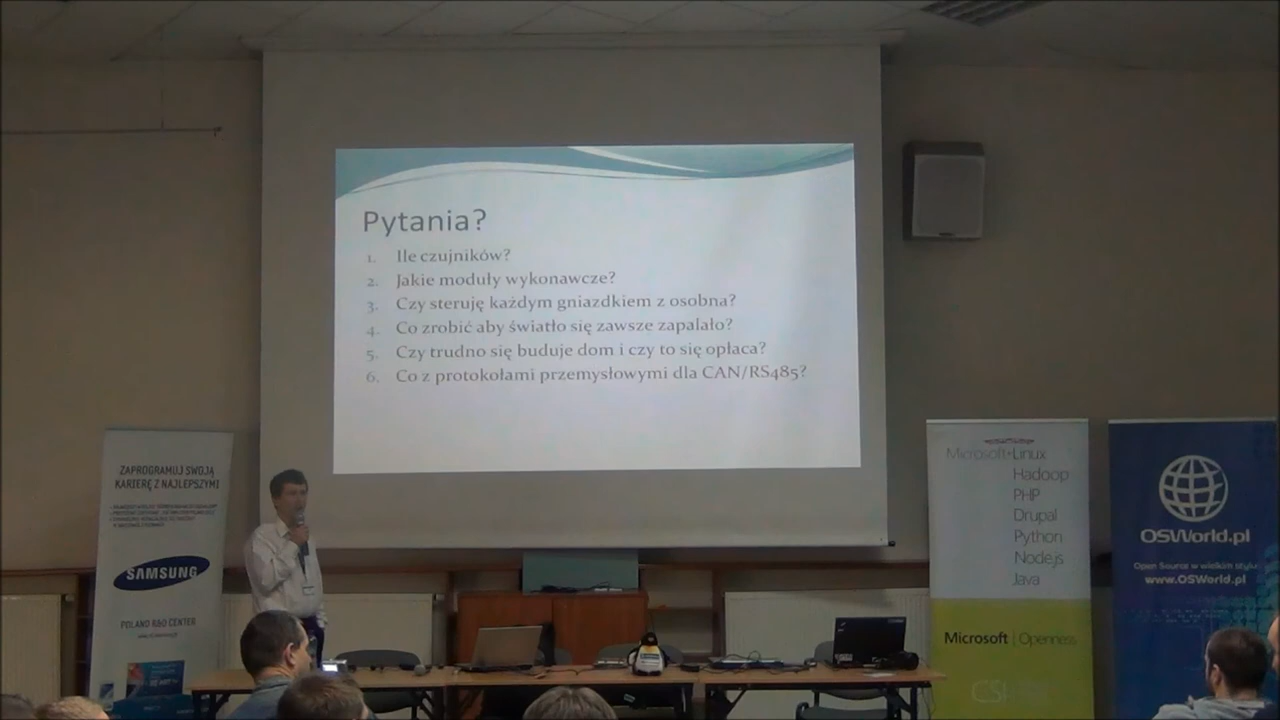 Pytania?
1. Ile czujników?
2. Jakie moduły wykonawcze?
3. Czy steruję każdym gniazdkiem z osobna?
4. Co zrobić aby światło się zawsze zapalało?
5. Czy trudno się buduje dom i czy to się opłaca?
6. Co z protokołami przemysłowymi dla CAN/RS485?
ZAPROGRAMUJ SWOJĄ
KARIERĘ Z NAJLEPSZYMI
SAMSUNG
POLAND R&D CENTER
Microsoft+Linux
Hadoop
PHP
Drupal
Python
Nodejs
Java
Microsoft | Openness
CSI
OSWorld.pl
Open Source w wielkim stylu
www.OSWorld.pl